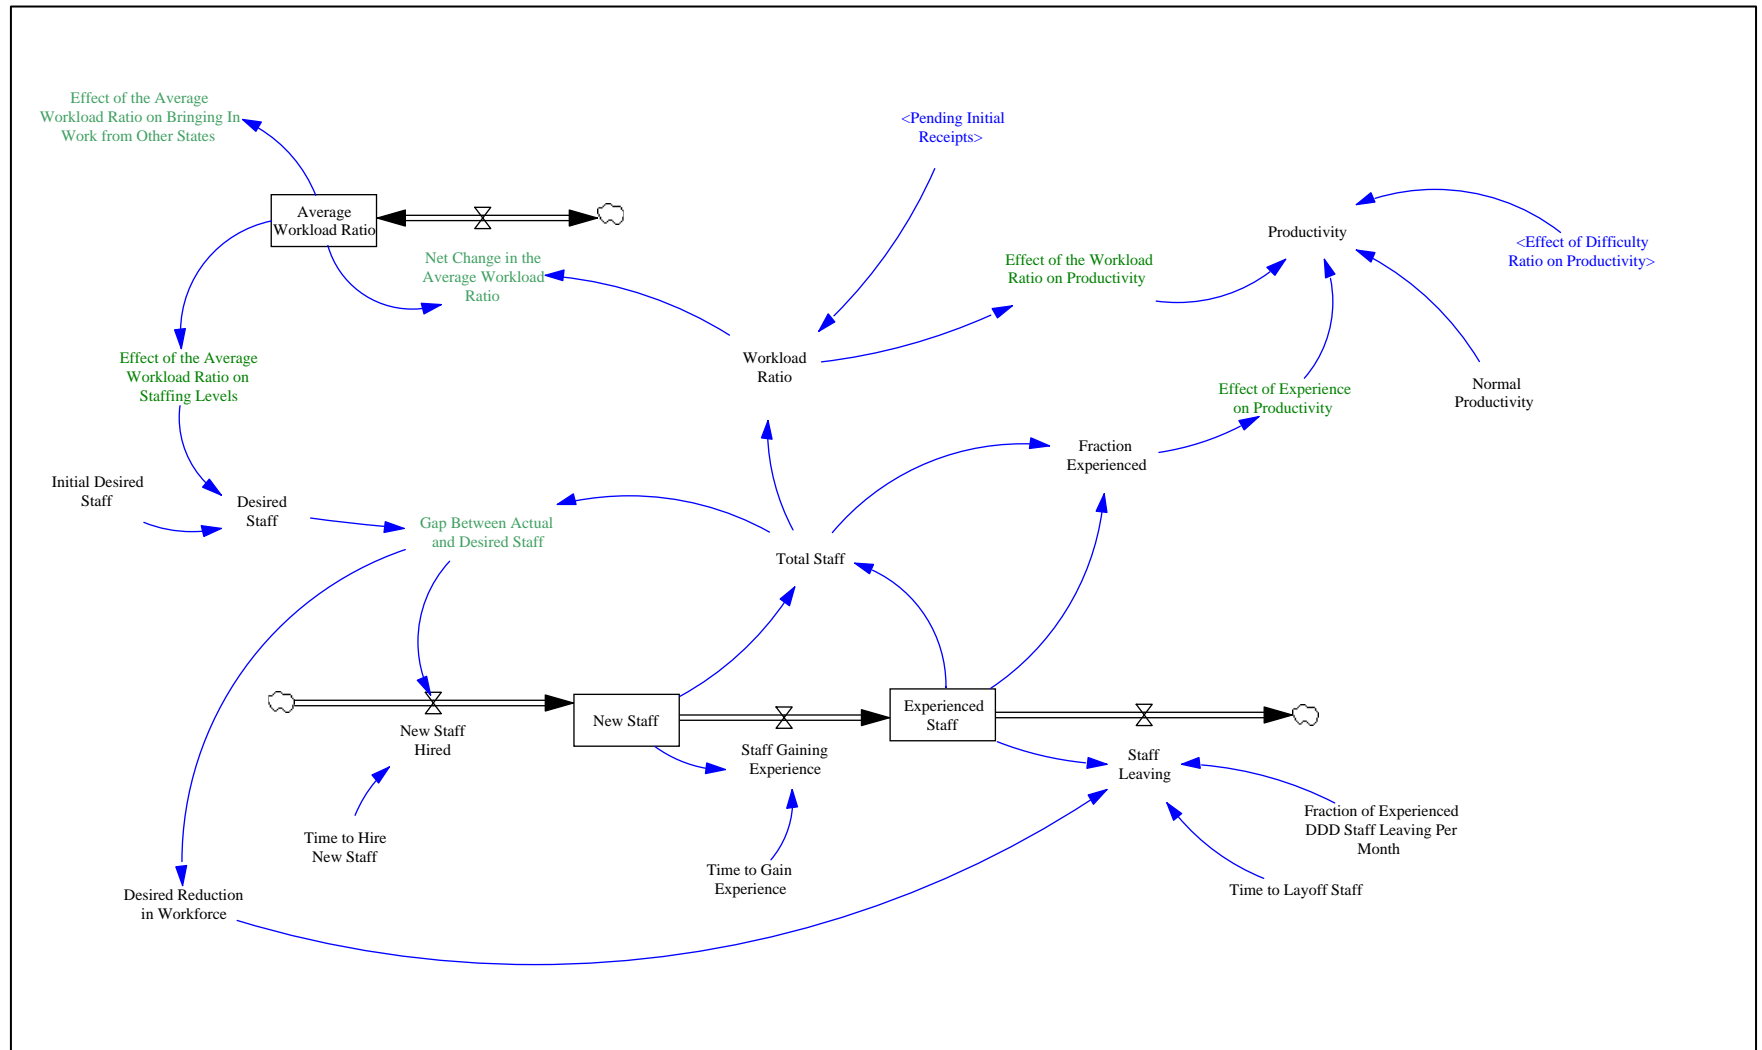 Effect of the Average
Workload Ratio on Bringing In
Work from Other States
<Pending Initial
Receipts>
Average
Workload Ratio
Productivity
<Effect of Difficulty
Ratio on Productivity>
Net Change in the
Average Workload
Ratio
Effect of the Workload
Ratio on Productivity
Effect of the Average
Workload Ratio on
Staffing Levels
Workload
Ratio
Effect of Experience
on Productivity
Normal
Productivity
Fraction
Experienced
Initial Desired
Staff
Desired
Staff
Gap Between Actual
and Desired Staff
Total Staff
New Staff
Experienced
Staff
New Staff
Hired
Staff Gaining
Experience
Staff
Leaving
Time to Hire
New Staff
Fraction of Experienced
DDD Staff Leaving Per
Month
Time to Gain
Experience
Time to Layoff Staff
Desired Reduction
in Workforce